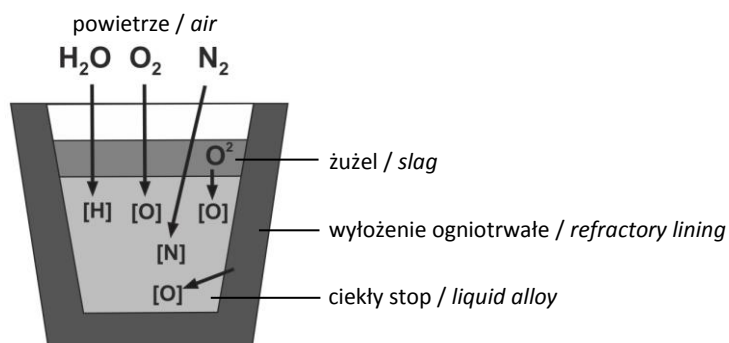 powietrze / air
H₂O O₂ N₂
O² żużel / slag
[H] [O] [O]
wyłożenie ogniotrwałe / refractory lining
[N]
[O] ciekły stop / liquid alloy